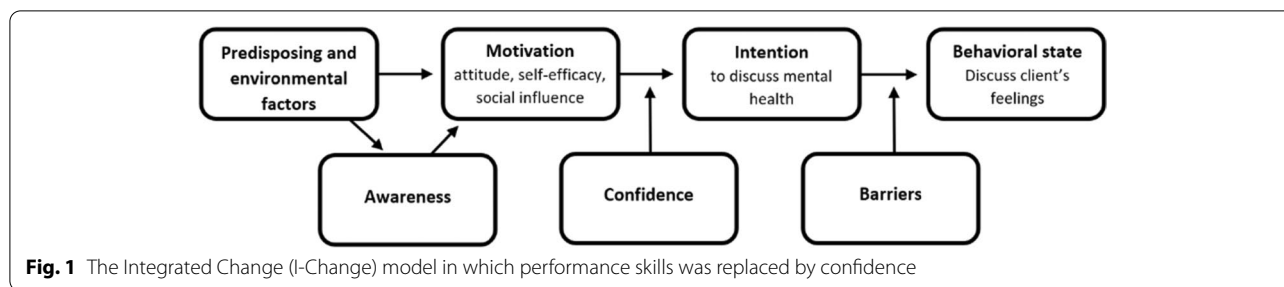 Predisposing and
environmental
factors
Motivation
attitude, self-efficacy,
social influence
Intention
to discuss mental
health
Behavioral state
Discuss client's
feelings
Awareness
Confidence
Barriers
Fig. 1 The Integrated Change (I-Change) model in which performance skills was replaced by confidence